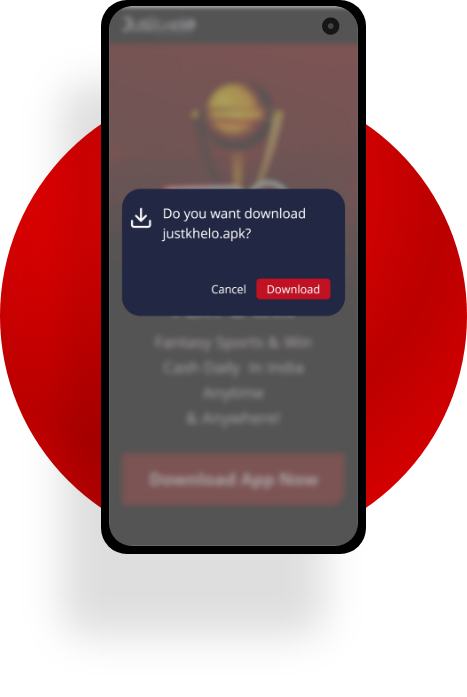 Do you want download
justkhelo.apk?
Cancel Download
Fantasy Sports & Win
Cash Daily In India
Anytime
& Anywhere!
Download App Now